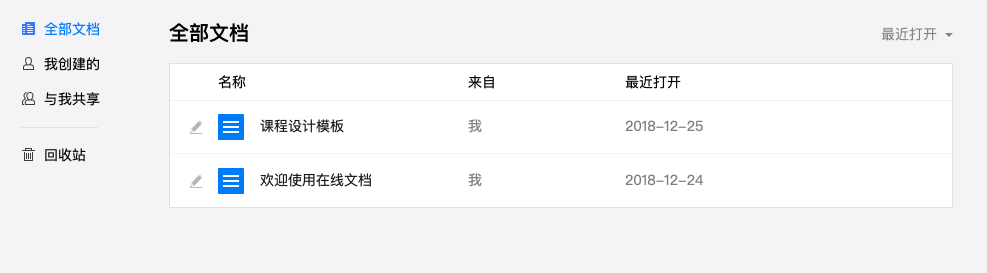 全部文档
我创建的
与我共享
回收站
全部文档
最近打开
名称 来自 最近打开
课程设计模板 我 2018-12-25
欢迎使用在线文档 我 2018-12-24